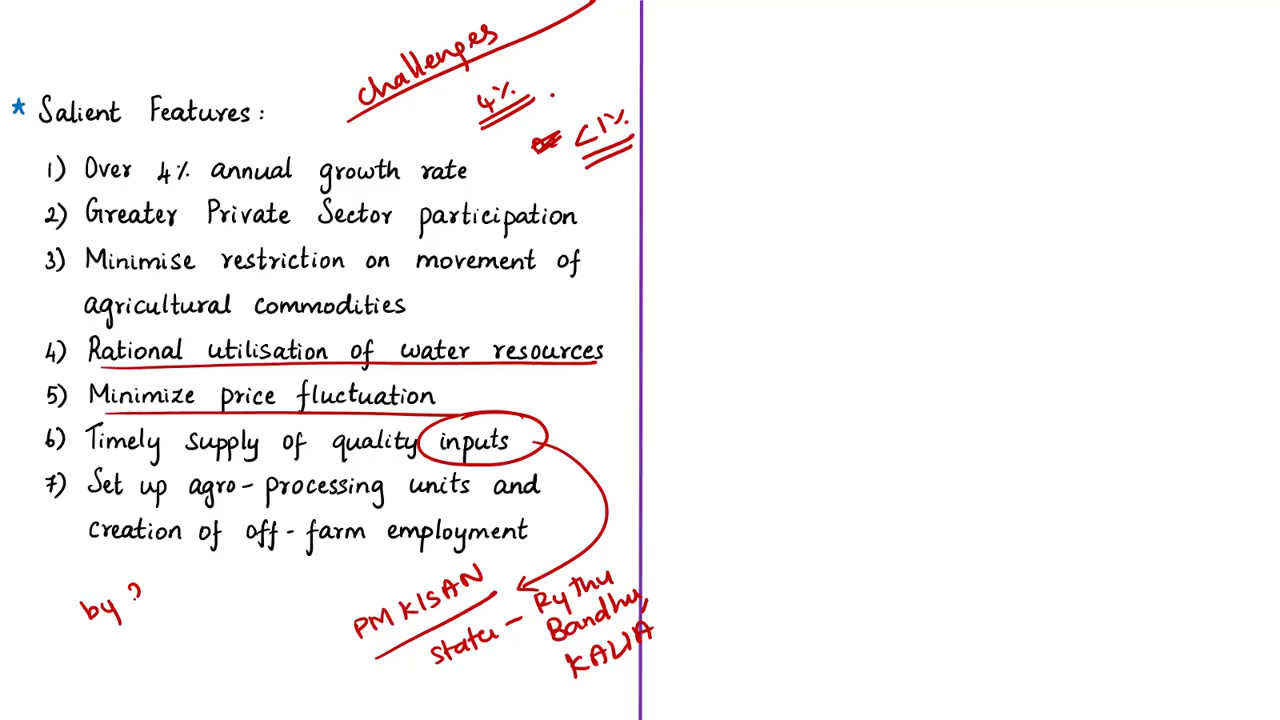 challenges
4%.
<1%
* Salient Features :
1) Over 4% annual growth rate
2) Greater Private Sector participation
3) Minimise restriction on movement of
agricultural commodities
4) Rational utilisation of water resources
5) Minimize price fluctuation
6) Timely supply of quality inputs
7) Set up agro-processing units and
creation of off-farm employment
by ?
PM KISAN
state - Rythu
Bandhu,
KALIA